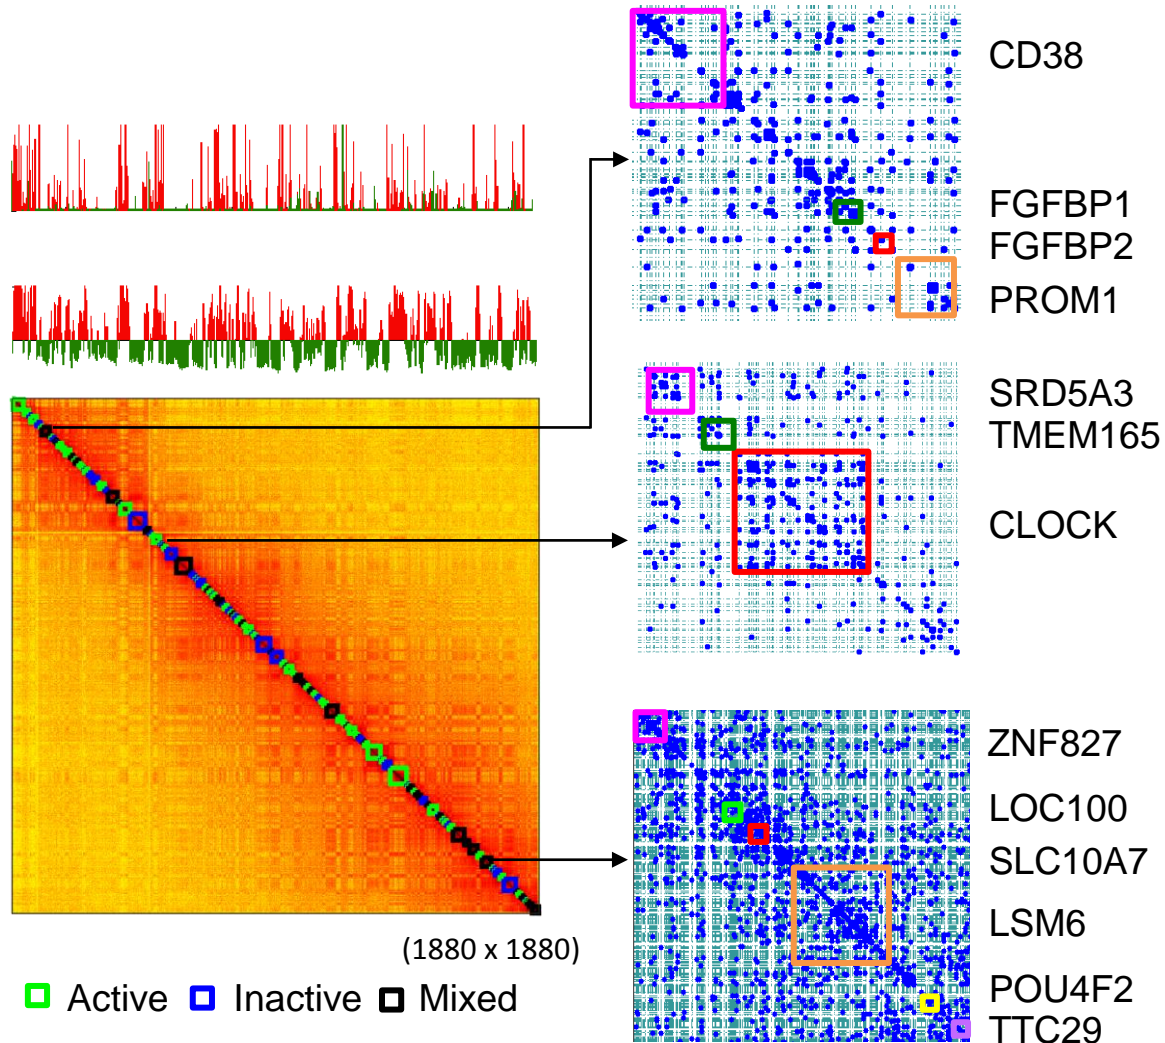 CD38
FGFBP1
FGFBP2
PROM1
SRD5A3
TMEM165
CLOCK
ZNF827
LOC100
SLC10A7
LSM6
POU4F2
TTC29
(1880 x 1880)
Active Inactive Mixed